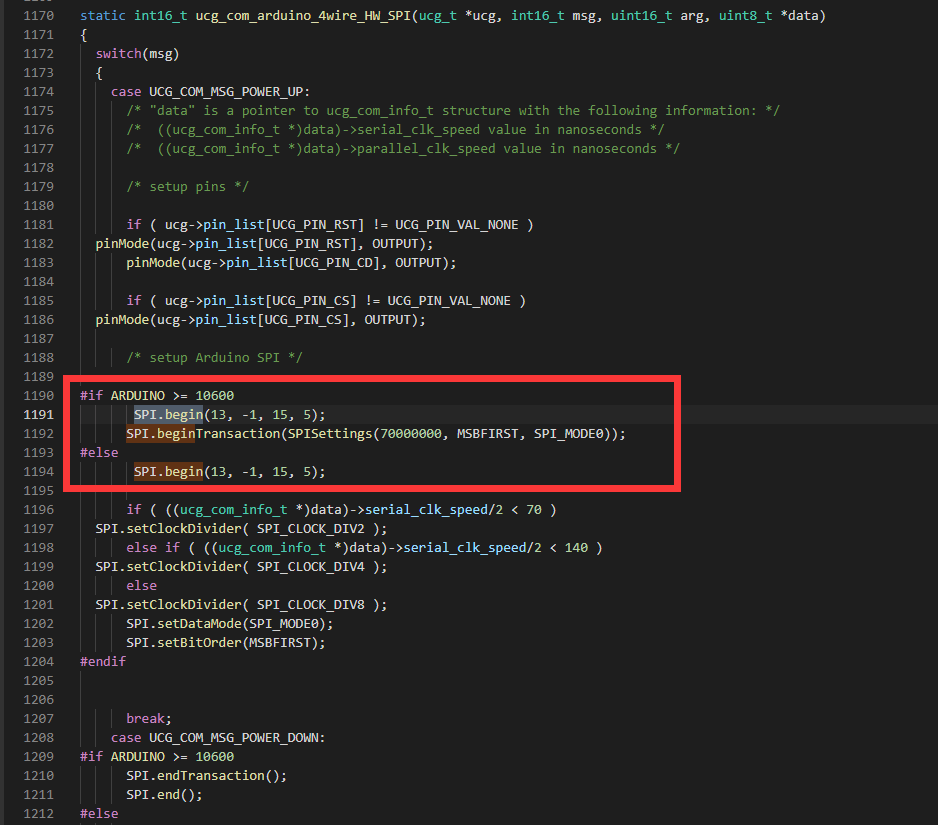 1170 static int16_t ucg_com_arduino_4wire_HW_SPI(ucg_t *ucg, int16_t msg, uint16_t arg, uint8_t *data)
1171 {
1172 switch(msg)
1173 {
1174 case UCG_COM_MSG_POWER_UP:
1175 /* "data" is a pointer to ucg_com_info_t structure with the following information: */
1176 /* ((ucg_com_info_t *)data)->serial_clk_speed value in nanoseconds */
1177 /* ((ucg_com_info_t *)data)->parallel_clk_speed value in nanoseconds */
1178
1179 /* setup pins */
1180
1181 if ( ucg->pin_list[UCG_PIN_RST] != UCG_PIN_VAL_NONE )
1182 pinMode(ucg->pin_list[UCG_PIN_RST], OUTPUT);
1183 pinMode(ucg->pin_list[UCG_PIN_CD], OUTPUT);
1184
1185 if ( ucg->pin_list[UCG_PIN_CS] != UCG_PIN_VAL_NONE )
1186 pinMode(ucg->pin_list[UCG_PIN_CS], OUTPUT);
1187
1188 /* setup Arduino SPI */
1189
1190 #if ARDUINO >= 10600
1191 SPI.begin(13, -1, 15, 5);
1192 SPI.beginTransaction(SPISettings(70000000, MSBFIRST, SPI_MODE0));
1193 #else
1194 SPI.begin(13, -1, 15, 5);
1195
1196 if ( ((ucg_com_info_t *)data)->serial_clk_speed/2 < 70 )
1197 SPI.setClockDivider( SPI_CLOCK_DIV2 );
1198 else if ( ((ucg_com_info_t *)data)->serial_clk_speed/2 < 140 )
1199 SPI.setClockDivider( SPI_CLOCK_DIV4 );
1200 else
1201 SPI.setClockDivider( SPI_CLOCK_DIV8 );
1202 SPI.setDataMode(SPI_MODE0);
1203 SPI.setBitOrder(MSBFIRST);
1204 #endif
1205
1206
1207 break;
1208 case UCG_COM_MSG_POWER_DOWN:
1209 #if ARDUINO >= 10600
1210 SPI.endTransaction();
1211 SPI.end();
1212 #else